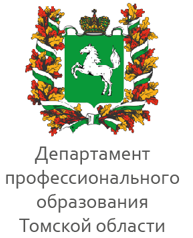 Департамент
профессионального
образования
Томской области